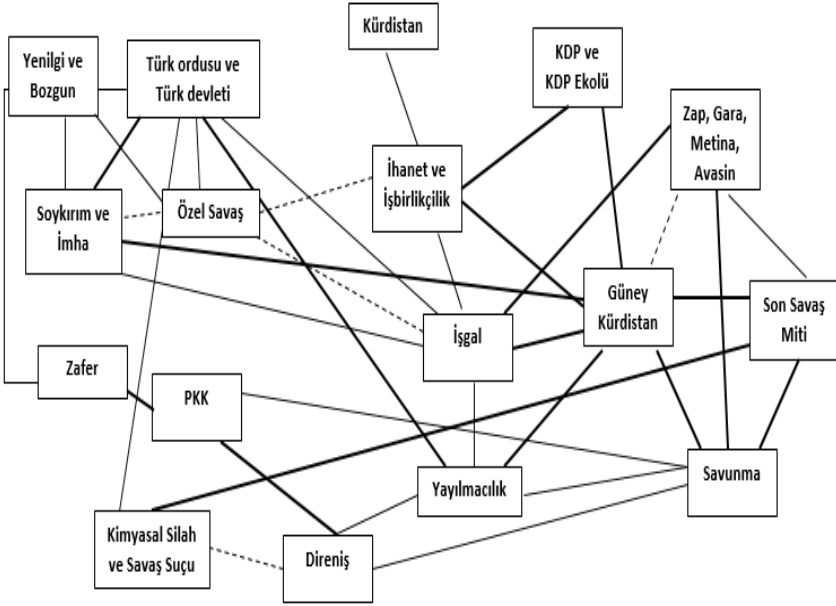 Kürdistan
KDP ve
KDP Ekolü
Yenilgi ve
Bozgun
Türk ordusu ve
Türk devleti
Zap, Gara,
Metina,
Avasin
İhanet ve
İşbirlikçilik
Soykırım ve
İmha
Özel Savaş
Güney
Kürdistan
Son Savaş
Miti
İşgal
Zafer
PKK
Yayılmacılık
Savunma
Kimyasal Silah
ve Savaş Suçu
Direniş